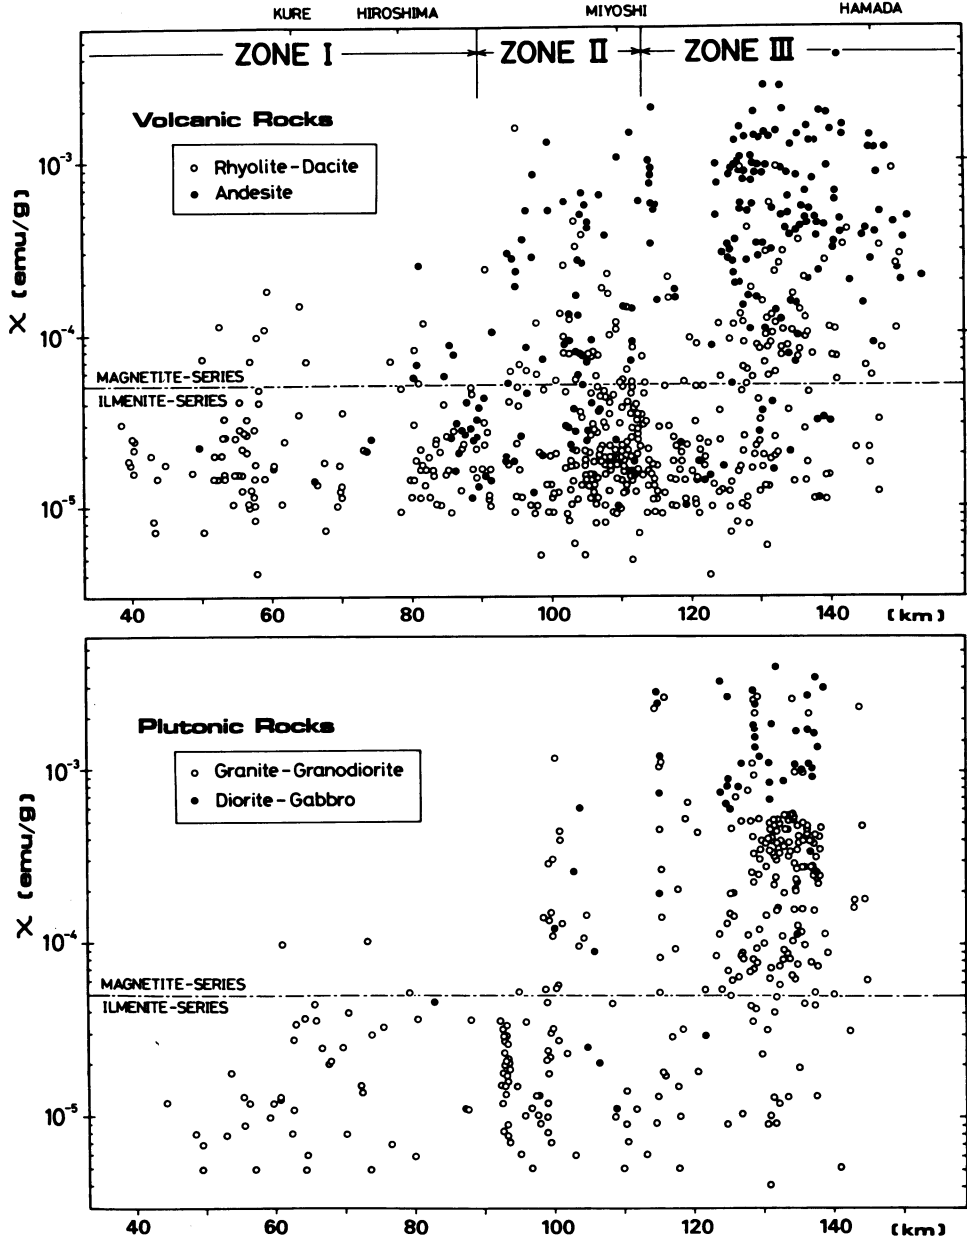 KURE HIROSHIMA MIYOSHI HAMADA
ZONE I ZONE II ZONE III
Volcanic Rocks
Rhyolite-Dacite
Andesite
10⁻³
10⁻⁴
10⁻⁵
χ (emu/g)
MAGNETITE-SERIES
ILMENITE-SERIES
40 60 80 100 120 140 (km)
Plutonic Rocks
Granite-Granodiorite
Diorite-Gabbro
10⁻³
10⁻⁴
10⁻⁵
χ (emu/g)
MAGNETITE-SERIES
ILMENITE-SERIES
40 60 80 100 120 140 (km)